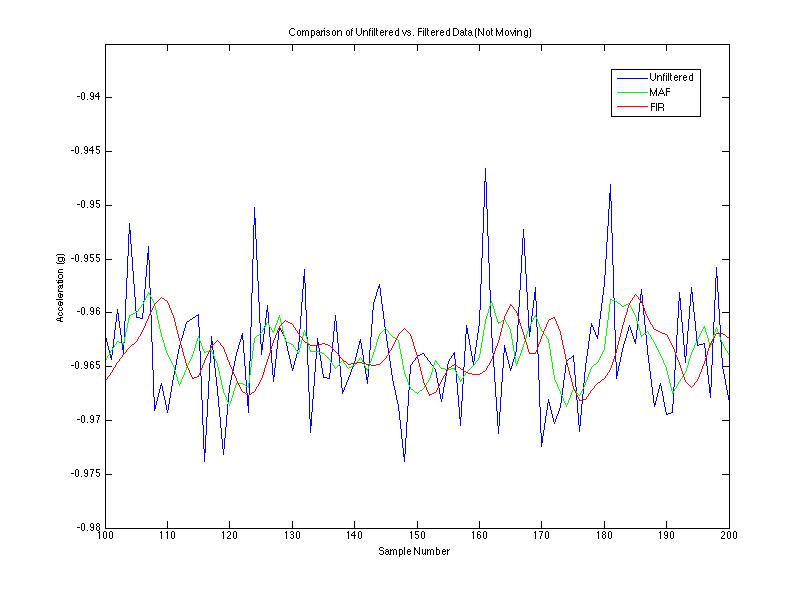 Comparison of Unfiltered vs. Filtered Data (Not Moving)
Unfiltered
MAF
FIR
-0.94
-0.945
-0.95
-0.955
-0.96
-0.965
-0.97
-0.975
-0.98
Acceleration (g)
100 110 120 130 140 150 160 170 180 190 200
Sample Number